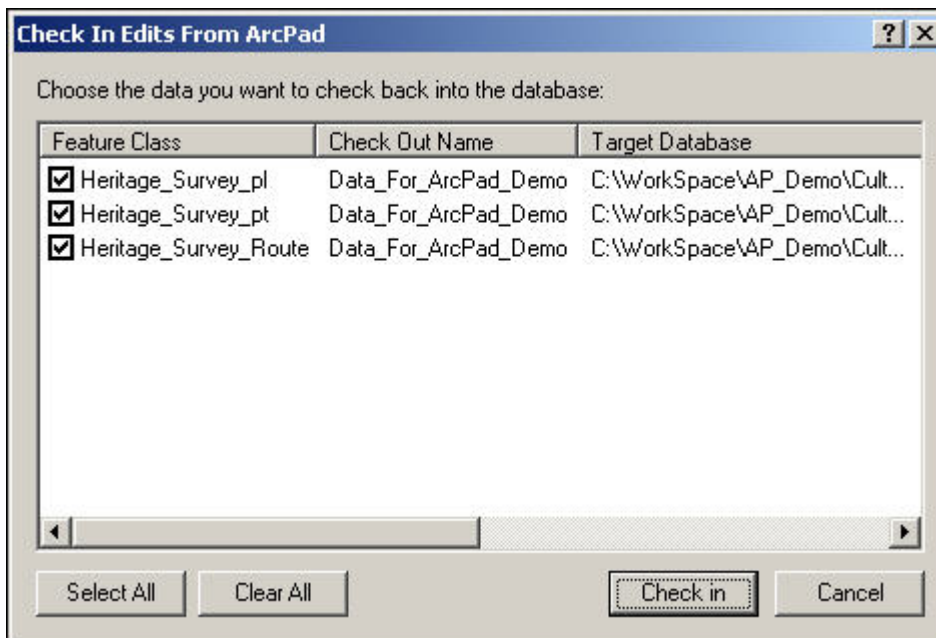 Check In Edits From ArcPad
Choose the data you want to check back into the database:
Feature Class Check Out Name Target Database
Heritage_Survey_pl Data_For_ArcPad_Demo C:\WorkSpace\AP_Demo\Cult...
Heritage_Survey_pt Data_For_ArcPad_Demo C:\WorkSpace\AP_Demo\Cult...
Heritage_Survey_Route Data_For_ArcPad_Demo C:\WorkSpace\AP_Demo\Cult...
Select All Clear All Check in Cancel